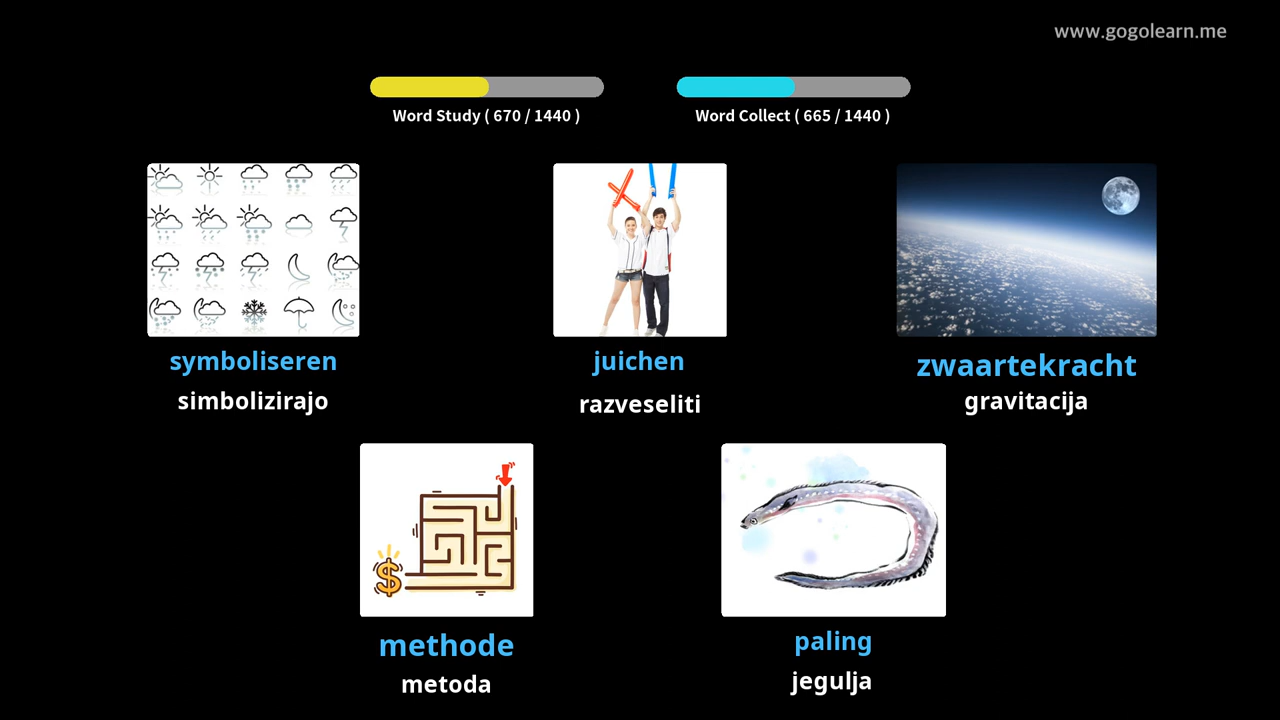 www.gogolearn.me
Word Study ( 670 / 1440 )
Word Collect ( 665 / 1440 )
symboliseren
simbolizirajo
juichen
razveseliti
zwaartekracht
gravitacija
methode
metoda
paling
jegulja